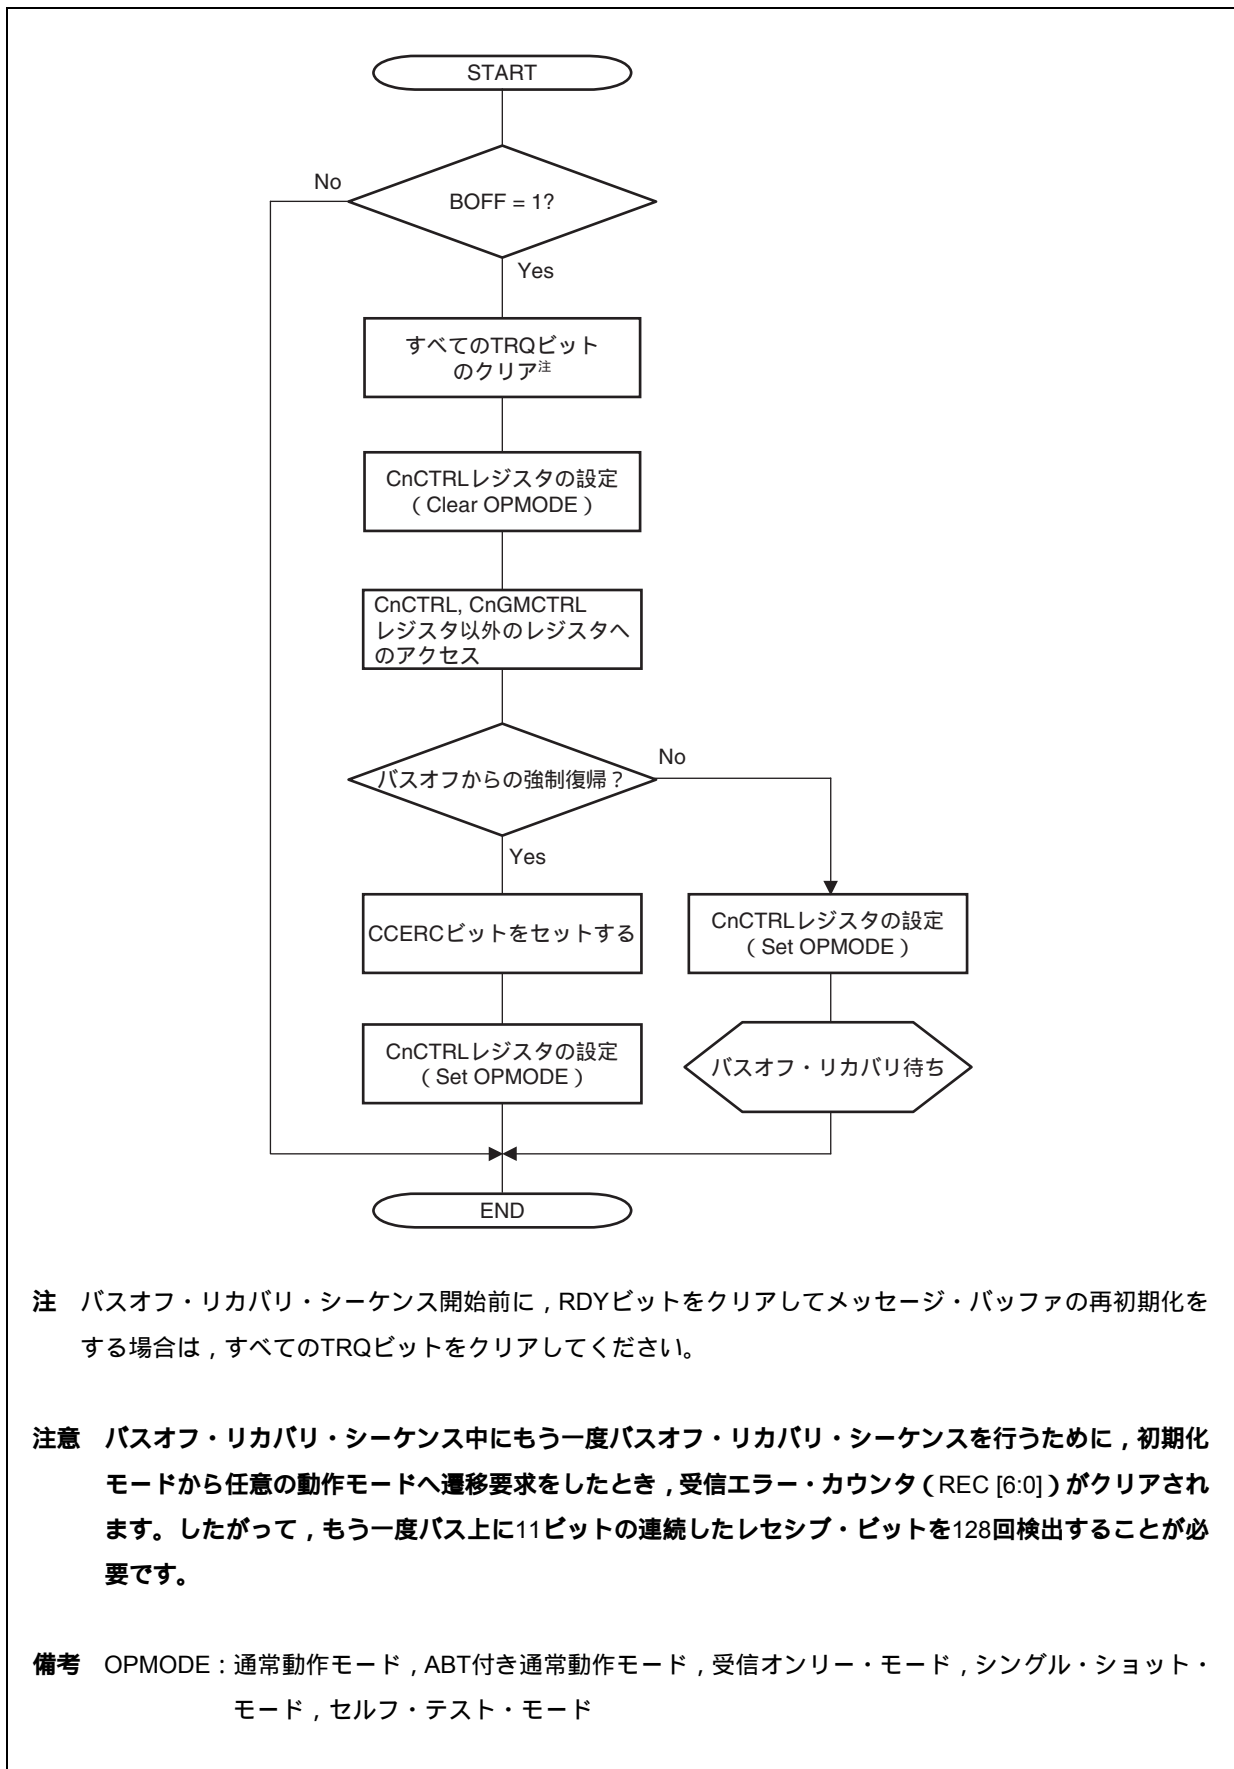 START
No
BOFF = 1?
Yes
すべてのTRQビット
のクリア注
CnCTRLレジスタの設定
（Clear OPMODE）
CnCTRL, CnGMCTRL
レジスタ以外のレジスタへ
のアクセス
バスオフからの強制復帰？
No
Yes
CCERCビットをセットする
CnCTRLレジスタの設定
（Set OPMODE）
CnCTRLレジスタの設定
（Set OPMODE）
バスオフ・リカバリ待ち
END
注 バスオフ・リカバリ・シーケンス開始前に，RDYビットをクリアしてメッセージ・バッファの再初期化を
する場合は，すべてのTRQビットをクリアしてください。
注意 バスオフ・リカバリ・シーケンス中にもう一度バスオフ・リカバリ・シーケンスを行うために，初期化
モードから任意の動作モードへ遷移要求をしたとき，受信エラー・カウンタ（REC [6:0]）がクリアされ
ます。したがって，もう一度バス上に11ビットの連続したレセシブ・ビットを128回検出することが必
要です。
備考 OPMODE：通常動作モード，ABT付き通常動作モード，受信オンリー・モード，シングル・ショット・
モード，セルフ・テスト・モード